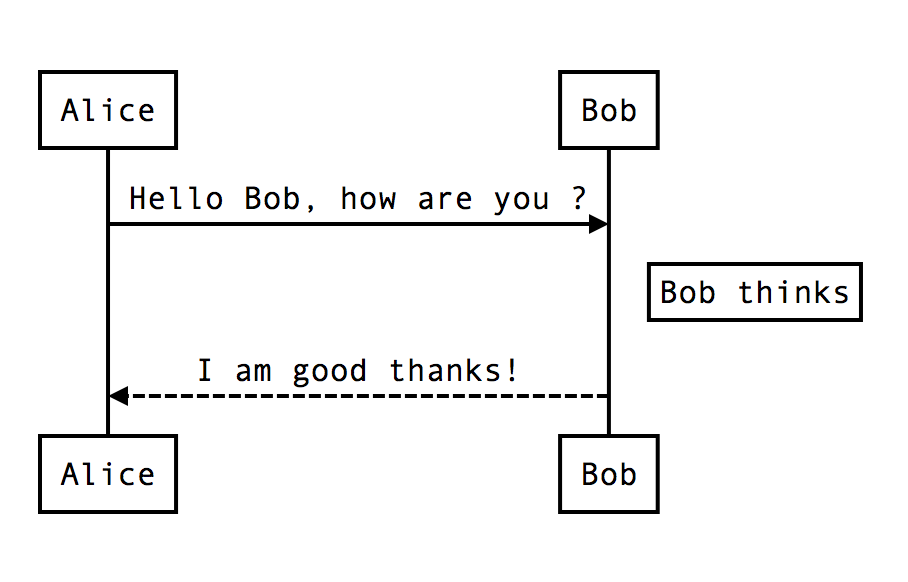 Alice
Bob
Hello Bob, how are you ?
Bob thinks
I am good thanks!
Alice
Bob